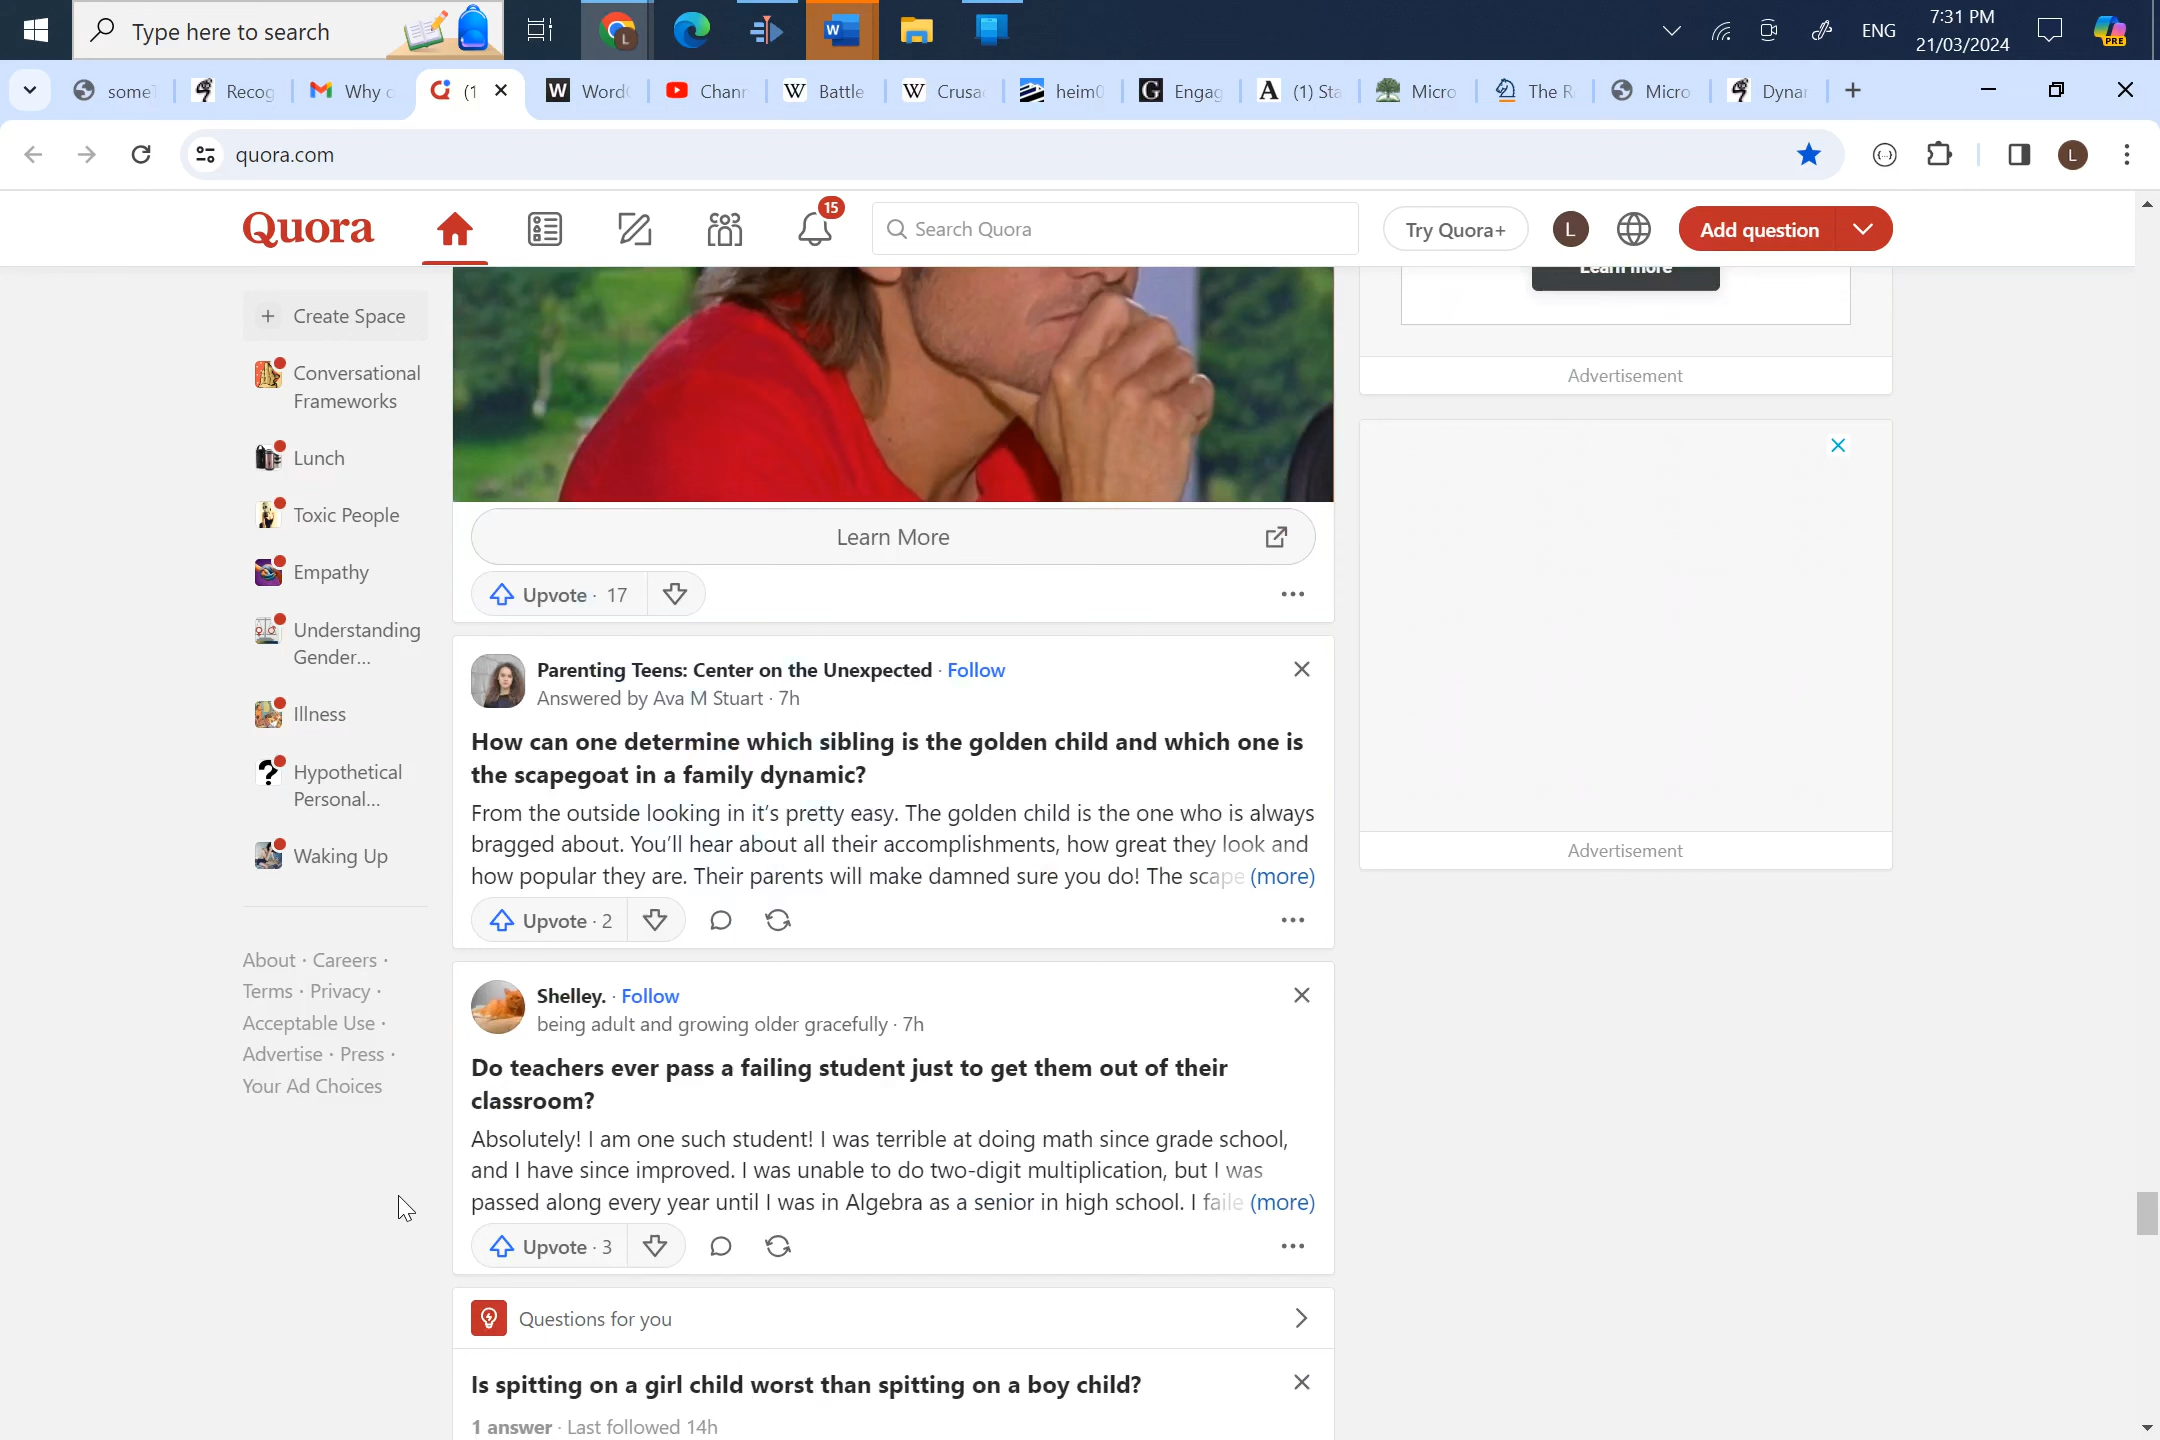 Type here to search
ENG
7:31 PM
21/03/2024
PRE
Recog
Why
(1
Word
Chan
Battle
Crusa
heim0
Engag
(1) Sta
Micro
The R
Micro
Dynar
quora.com
L
Quora
15
Search Quora
Try Quora+
L
Add question
Create Space
Conversational
Frameworks
Lunch
Toxic People
Empathy
Understanding
Gender...
Illness
Hypothetical
Personal...
Waking Up
About · Careers ·
Terms · Privacy ·
Acceptable Use ·
Advertise · Press ·
Your Ad Choices
Learn More
Upvote · 17
Parenting Teens: Center on the Unexpected · Follow
Answered by Ava M Stuart · 7h
How can one determine which sibling is the golden child and which one is
the scapegoat in a family dynamic?
From the outside looking in it's pretty easy. The golden child is the one who is always
bragged about. You'll hear about all their accomplishments, how great they look and
how popular they are. Their parents will make damned sure you do! The scape (more)
Upvote · 2
Shelley. · Follow
being adult and growing older gracefully · 7h
Do teachers ever pass a failing student just to get them out of their
classroom?
Absolutely! I am one such student! I was terrible at doing math since grade school,
and I have since improved. I was unable to do two-digit multiplication, but I was
passed along every year until I was in Algebra as a senior in high school. I faile (more)
Upvote · 3
Questions for you
Is spitting on a girl child worst than spitting on a boy child?
1 answer · Last followed 14h
Learn more
Advertisement
Advertisement